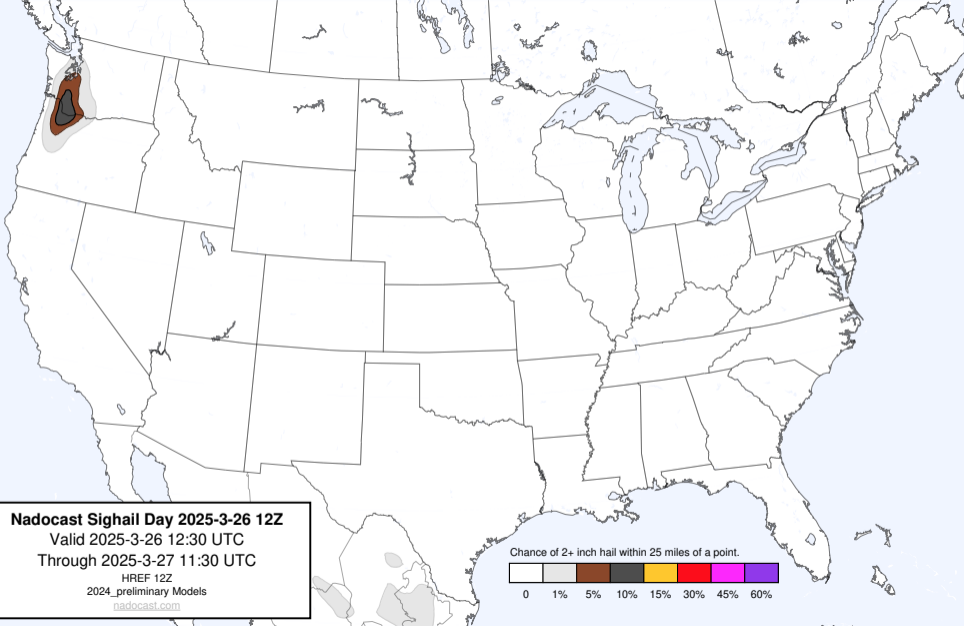 Nadocast Sighail Day 2025-3-26 12Z
Valid 2025-3-26 12:30 UTC
Through 2025-3-27 11:30 UTC
HREF 12Z
2024_preliminary Models
nadocast.com
Chance of 2+ inch hail within 25 miles of a point.
0 1% 5% 10% 15% 30% 45% 60%